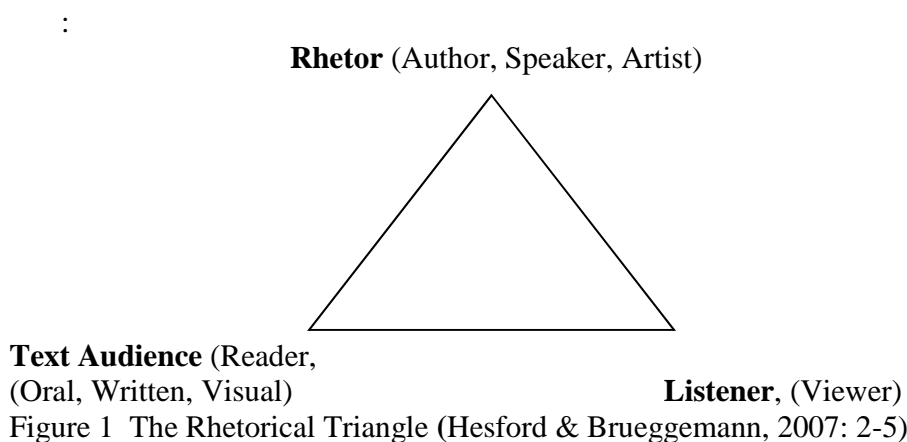 :
Rhetor (Author, Speaker, Artist)
Text Audience (Reader,
(Oral, Written, Visual) Listener, (Viewer)
Figure 1 The Rhetorical Triangle (Hesford & Brueggemann, 2007: 2-5)